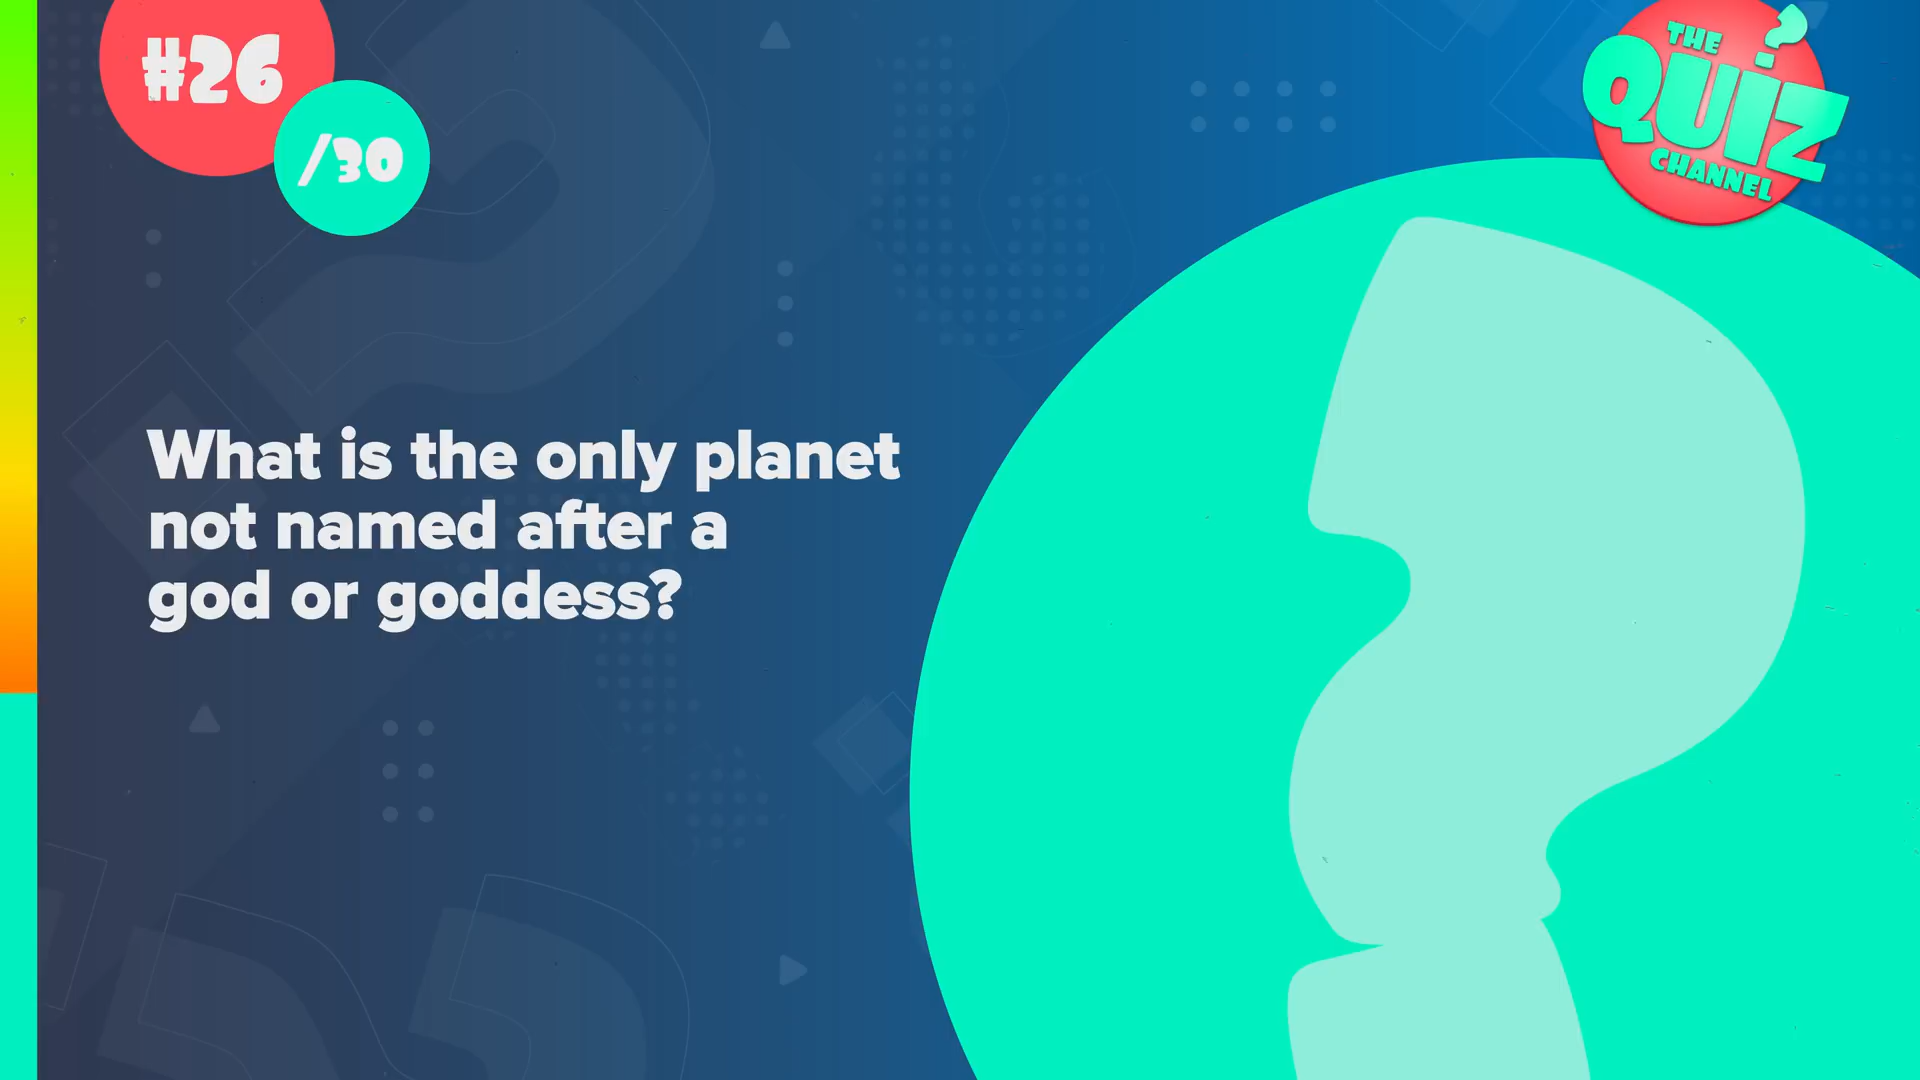 #26
/30
THE
QUIZ
CHANNEL
What is the only planet
not named after a
god or goddess?